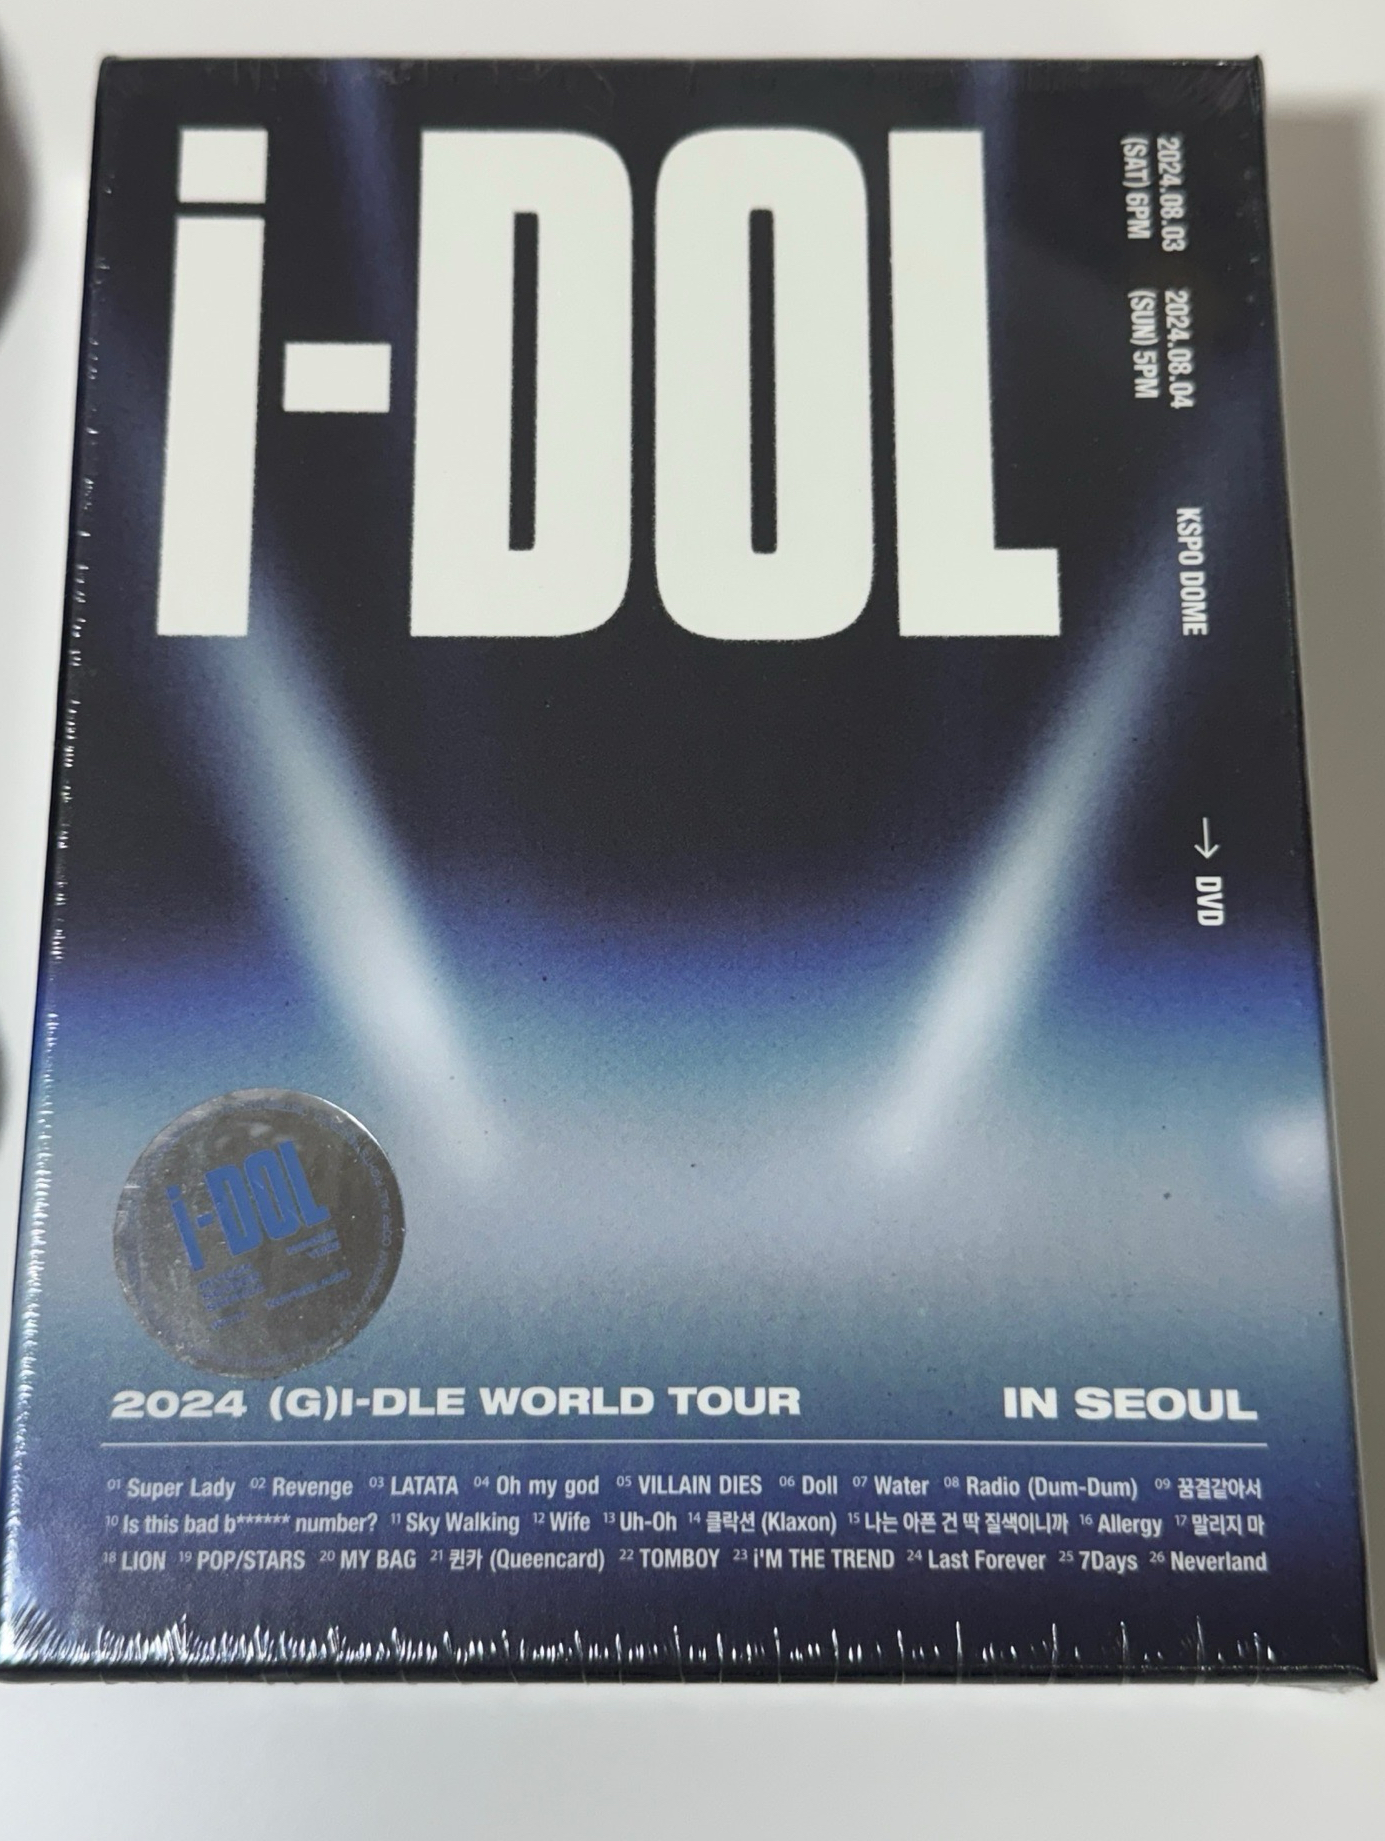 i-DOL
2024.08.03
(SAT) 6PM
2024.08.04
(SUN) 5PM
KSPO DOME
→ DVD
i-DOL
2024 (G)I-DLE WORLD TOUR IN SEOUL
01 Super Lady 02 Revenge 03 LATATA 04 Oh my god 05 VILLAIN DIES 06 Doll 07 Water 08 Radio (Dum-Dum) 09 꿈결같아서
10 Is this bad b****** number? 11 Sky Walking 12 Wife 13 Uh-Oh 14 클락션 (Klaxon) 15 나는 아픈 건 딱 질색이니까 16 Allergy 17 말리지 마
18 LION 19 POP/STARS 20 MY BAG 21 퀸카 (Queencard) 22 TOMBOY 23 i'M THE TREND 24 Last Forever 25 7Days 26 Neverland